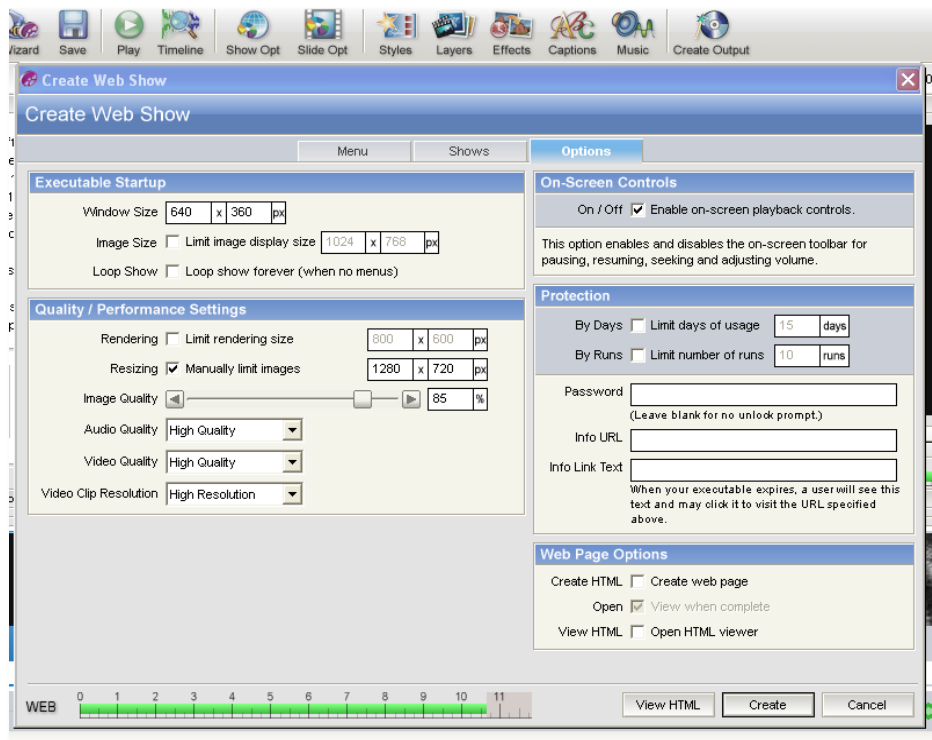 Save Play Timeline Show Opt Slide Opt Styles Layers Effects Captions Music Create Output
Create Web Show
Create Web Show
Menu Shows Options
Executable Startup
Window Size 640 x 360 px
Image Size Limit image display size 1024 x 768 px
Loop Show Loop show forever (when no menus)
Quality / Performance Settings
Rendering Limit rendering size 800 x 600 px
Resizing Manually limit images 1280 x 720 px
Image Quality 85 %
Audio Quality High Quality
Video Quality High Quality
Video Clip Resolution High Resolution
On-Screen Controls
On / Off Enable on-screen playback controls.
This option enables and disables the on-screen toolbar for
pausing, resuming, seeking and adjusting volume.
Protection
By Days Limit days of usage 15 days
By Runs Limit number of runs 10 runs
Password
(Leave blank for no unlock prompt.)
Info URL
Info Link Text
When your executable expires, a user will see this
text and may click it to visit the URL specified
above.
Web Page Options
Create HTML Create web page
Open View when complete
View HTML Open HTML viewer
WEB 0 1 2 3 4 5 6 7 8 9 10 11
View HTML Create Cancel